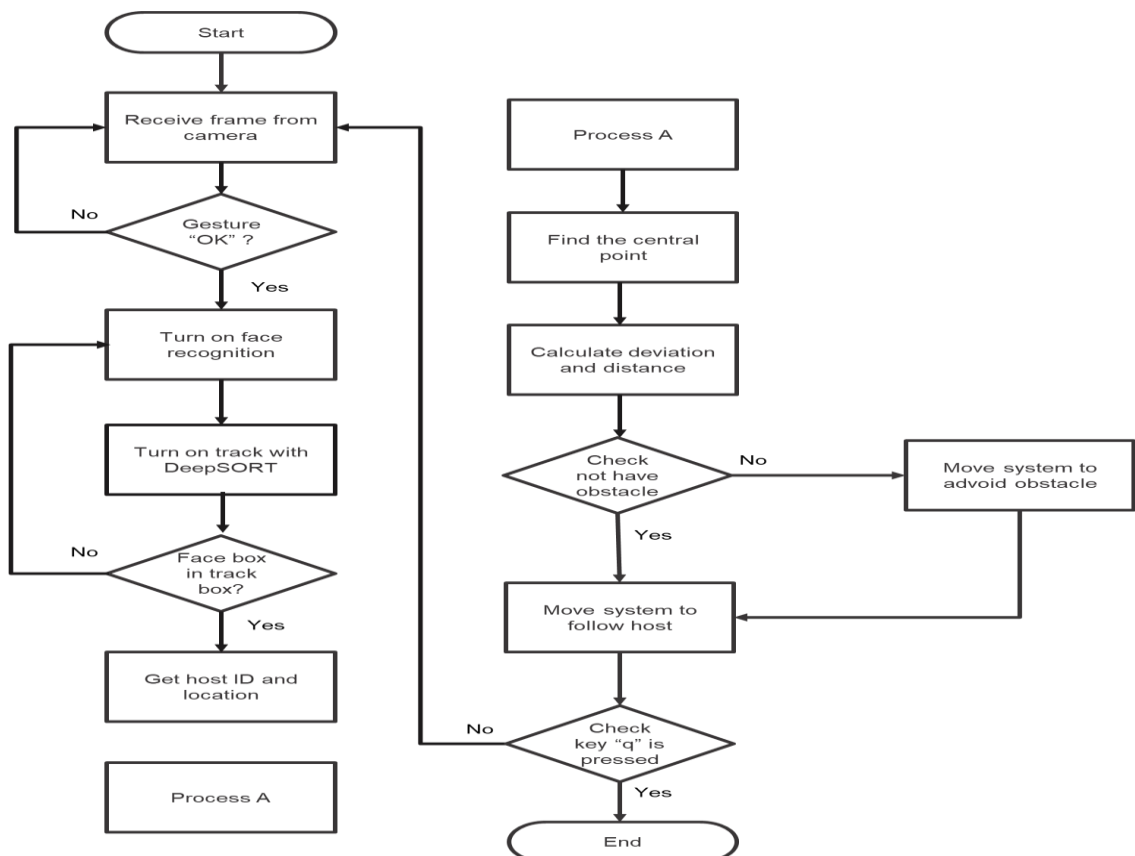 Start
Receive frame from
camera
No
Gesture
“OK” ?
Yes
Turn on face
recognition
Turn on track with
DeepSORT
No
Face box
in track
box?
Yes
Get host ID and
location
Process A
Process A
Find the central
point
Calculate deviation
and distance
Check
not have
obstacle
No
Move system to
advoid obstacle
Yes
Move system to
follow host
No
Check
key “q” is
pressed
Yes
End